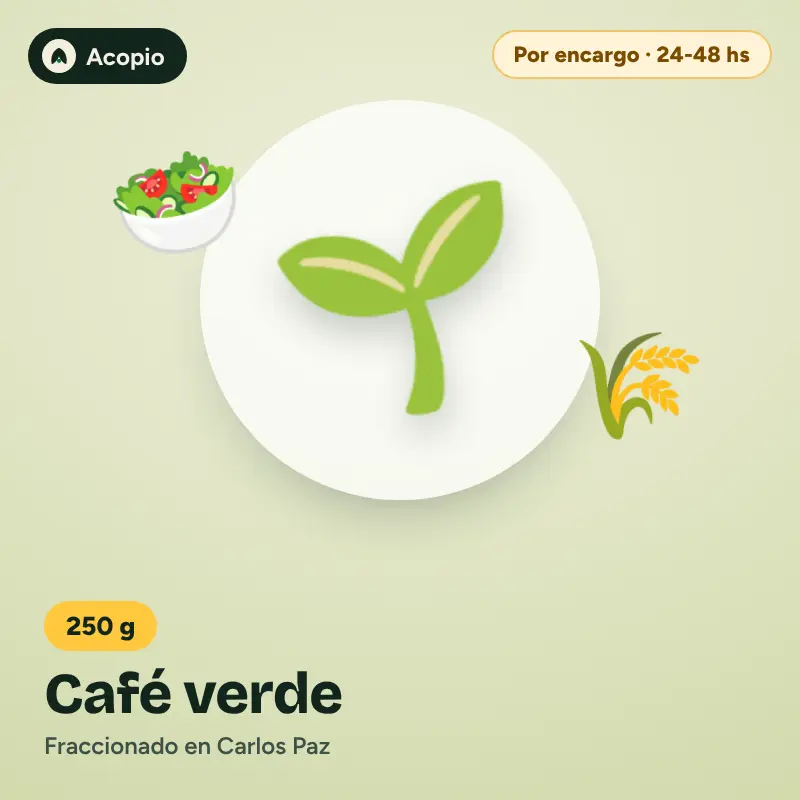 Acopio
Por encargo · 24-48 hs
250 g
Café verde
Fraccionado en Carlos Paz